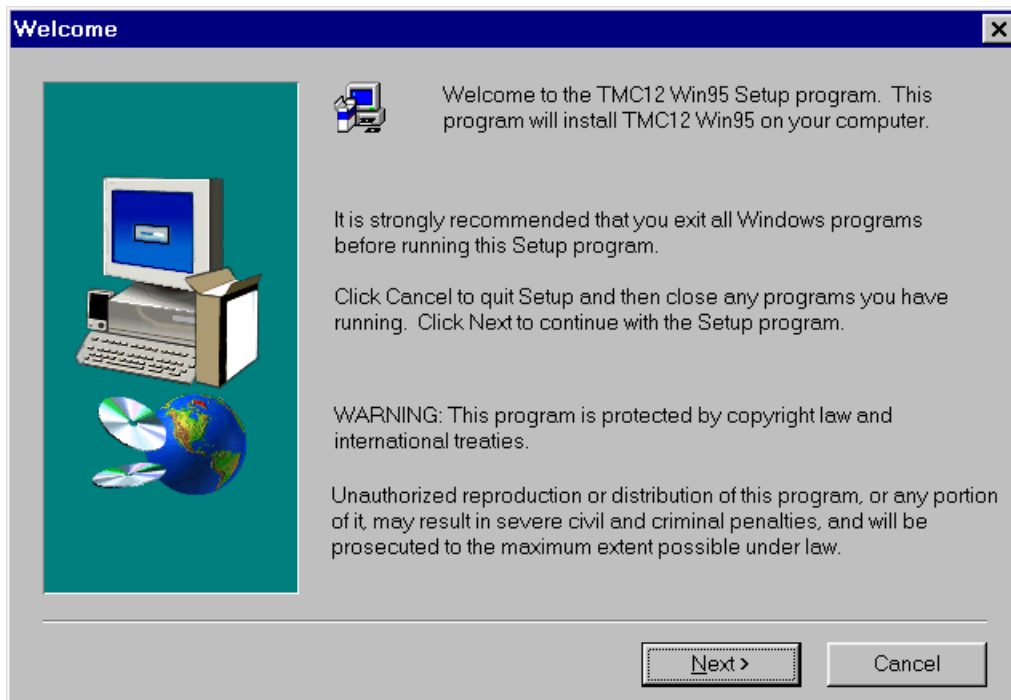 Welcome
Welcome to the TMC12 Win95 Setup program. This
program will install TMC12 Win95 on your computer.
It is strongly recommended that you exit all Windows programs
before running this Setup program.
Click Cancel to quit Setup and then close any programs you have
running. Click Next to continue with the Setup program.
WARNING: This program is protected by copyright law and
international treaties.
Unauthorized reproduction or distribution of this program, or any portion
of it, may result in severe civil and criminal penalties, and will be
prosecuted to the maximum extent possible under law.
Next >
Cancel